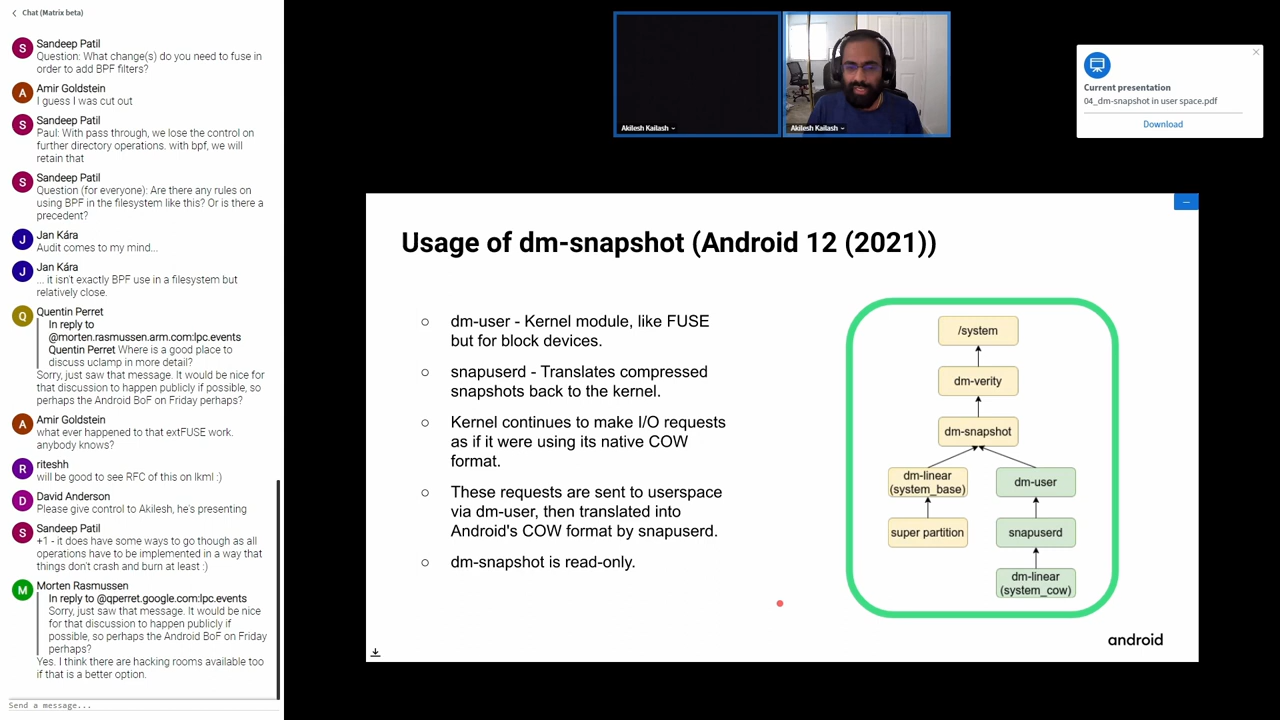 Chat (Matrix beta)
S
Sandeep Patil
Question: What change(s) do you need to fuse in
order to add BPF filters?
A
Amir Goldstein
I guess I was cut out
S
Sandeep Patil
Paul: With pass through, we lose the control on
further directory operations. with bpf, we will
retain that
S
Sandeep Patil
Question (for everyone): Are there any rules on
using BPF in the filesystem like this? Or is there a
precedent?
J
Jan Kára
Audit comes to my mind...
J
Jan Kára
... it isn't exactly BPF use in a filesystem but
relatively close.
Q
Quentin Perret
In reply to
@morten.rasmussen.arm.com:lpc.events
Quentin Perret Where is a good place to
discuss uclamp in more detail?
Sorry, just saw that message. It would be nice for
that discussion to happen publicly if possible, so
perhaps the Android BoF on Friday perhaps?
A
Amir Goldstein
what ever happened to that extFUSE work.
anybody knows?
R
riteshh
will be good to see RFC of this on lkml :)
D
David Anderson
Please give control to Akilesh, he's presenting
S
Sandeep Patil
+1 - it does have some ways to go though as all
operations have to be implemented in a way that
things don't crash and burn at least :)
M
Morten Rasmussen
In reply to @qperret.google.com:lpc.events
Sorry, just saw that message. It would be nice
for that discussion to happen publicly if
possible, so perhaps the Android BoF on Friday
perhaps?
Yes. I think there are hacking rooms available too
if that is a better option.
Send a message...
Akilesh Kailash
Akilesh Kailash
Current presentation
04_dm-snapshot in user space.pdf
Download
Usage of dm-snapshot (Android 12 (2021))
dm-user - Kernel module, like FUSE
but for block devices.
snapuserd - Translates compressed
snapshots back to the kernel.
Kernel continues to make I/O requests
as if it were using its native COW
format.
These requests are sent to userspace
via dm-user, then translated into
Android's COW format by snapuserd.
dm-snapshot is read-only.
/system
dm-verity
dm-snapshot
dm-linear
(system_base)
dm-user
super partition
snapuserd
dm-linear
(system_cow)
android